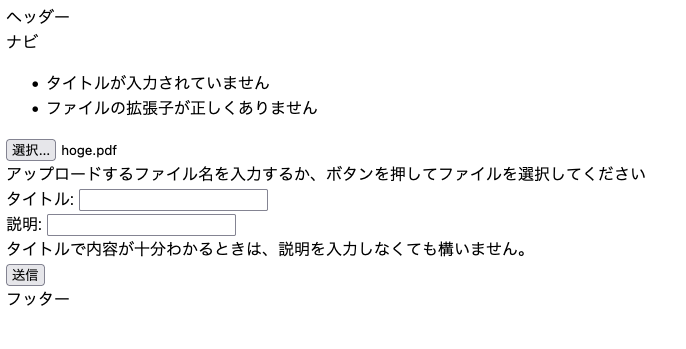 ヘッダー
ナビ
タイトルが入力されていません
ファイルの拡張子が正しくありません
選択... hoge.pdf
アップロードするファイル名を入力するか、ボタンを押してファイルを選択してください
タイトル:
説明:
タイトルで内容が十分わかるときは、説明を入力しなくても構いません。
送信
フッター